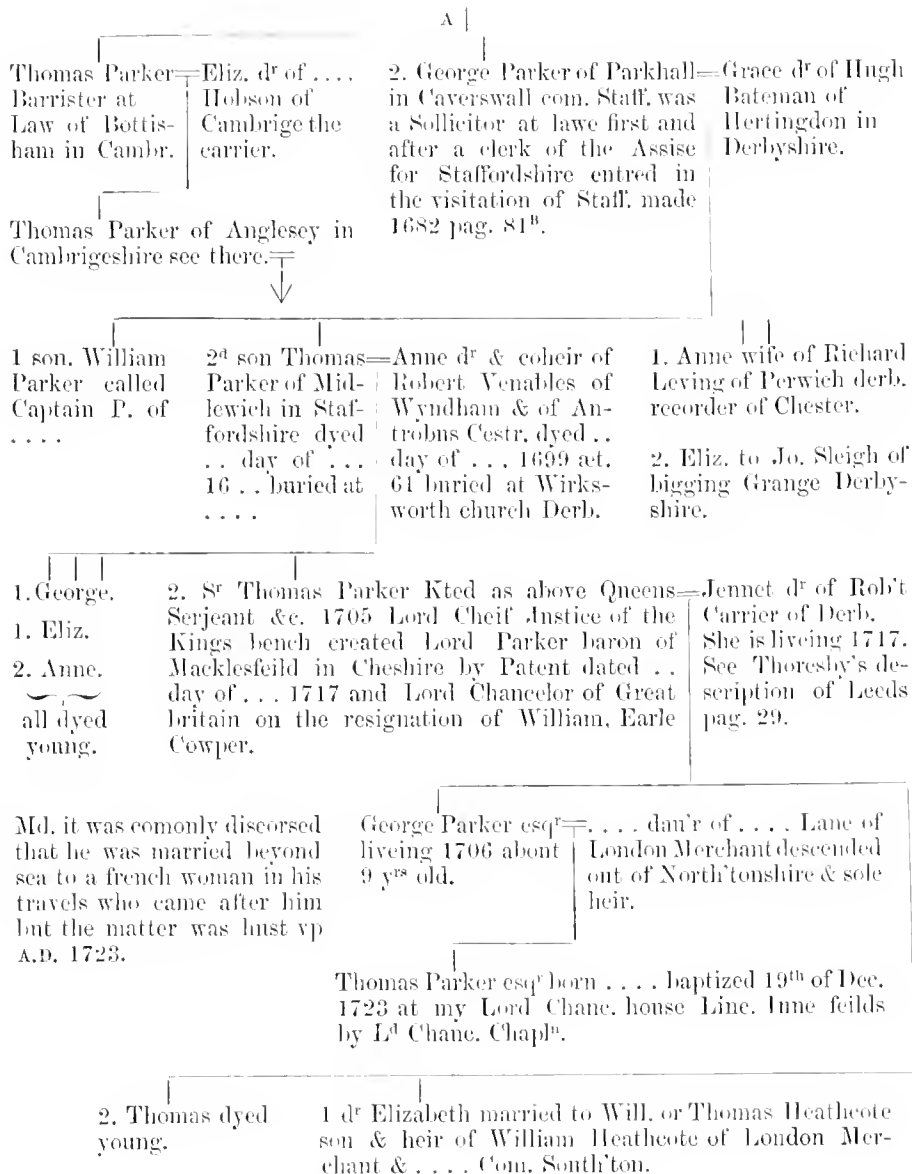 A
Thomas Parker=Eliz. dʳ of ....
Barrister at
Law of Bottis-
ham in Cambr.
Hobson of
Cambrige the
carrier.
2. George Parker of Parkhall=Grace dʳ of Hugh
in Caverswall com. Staff. was
a Sollicitor at lawe first and
after a clerk of the Assise
for Staffordshire entred in
the visitation of Staff. made
1682 pag. 81ᴮ.
Bateman of
Hertingdon in
Derbyshire.
Thomas Parker of Anglesey in
Cambrigeshire see there.=
1 son. William
Parker called
Captain P. of
. . . .
2ᵈ son Thomas=Anne dʳ & coheir of
Parker of Mid-
lewich in Staf-
fordshire dyed
.. day of ...
16 .. buried at
. . . .
Robert Venables of
Wyndham & of An-
trobus Cestr. dyed ..
day of ... 1699 æt.
61 buried at Wirks-
worth church Derb.
1. Anne wife of Richard
Leving of Perwich derb.
recorder of Chester.
2. Eliz. to Jo. Sleigh of
bigging Grange Derby-
shire.
1. George.
1. Eliz.
2. Anne.
all dyed
young.
2. Sʳ Thomas Parker Kted as above Queens=Jennet dʳ of Rob't
Serjeant &c. 1705 Lord Cheif Justice of the
Kings bench created Lord Parker baron of
Macklesfeild in Cheshire by Patent dated ..
day of ... 1717 and Lord Chancelor of Great
britain on the resignation of William, Earle
Cowper.
Carrier of Derb.
She is liveing 1717.
See Thoresby's de-
scription of Leeds
pag. 29.
Md. it was comonly discorsed
that he was married beyond
sea to a french woman in his
travels who came after him
but the matter was hust vp
A.D. 1723.
George Parker esqʳ=.... dau'r of .... Lane of
liveing 1706 about
9 yʳˢ old.
London Merchant descended
out of North'tonshire & sole
heir.
Thomas Parker esqʳ born .... baptized 19ᵗʰ of Dec.
1723 at my Lord Chanc. house Linc. Inne feilds
by Lᵈ Chanc. Chaplⁿ.
2. Thomas dyed
young.
1 dʳ Elizabeth married to Will. or Thomas Heathcote
son & heir of William Heathcote of London Mer-
chant & .... Com. South'ton.